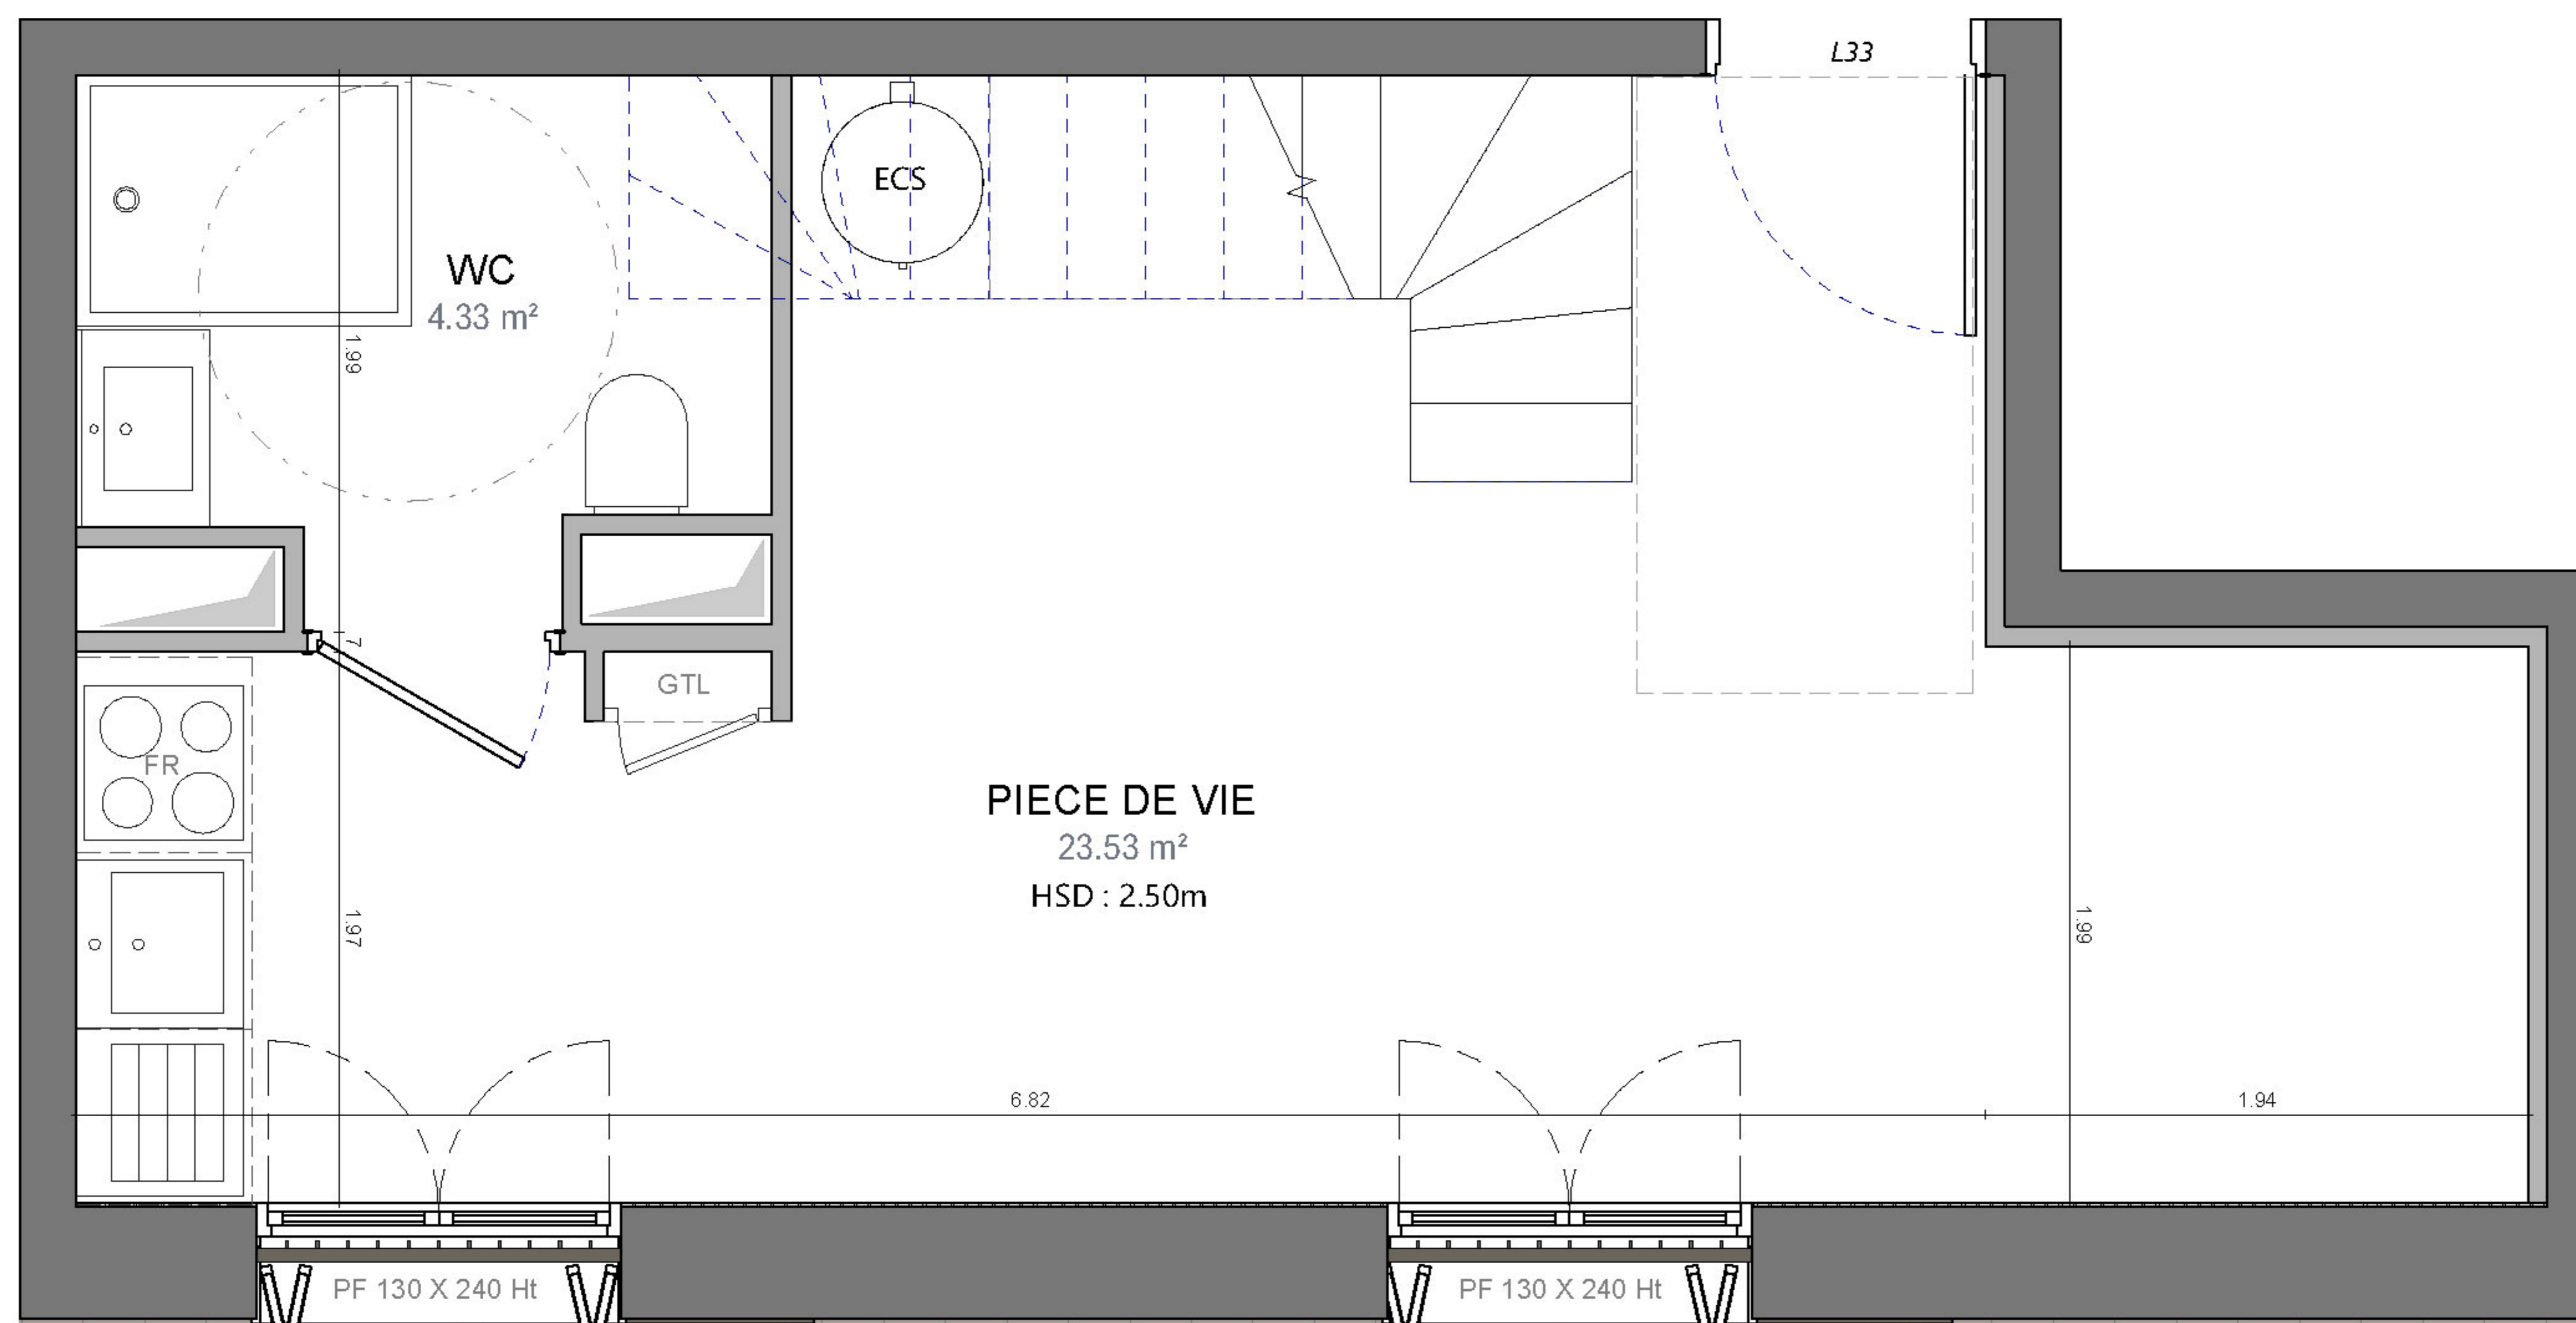 L33
ECS
WC
4.33 m²
1.99
7
GTL
FR
PIECE DE VIE
23.53 m²
HSD : 2.50m
1.97
1.99
6.82
1.94
PF 130 X 240 Ht
PF 130 X 240 Ht